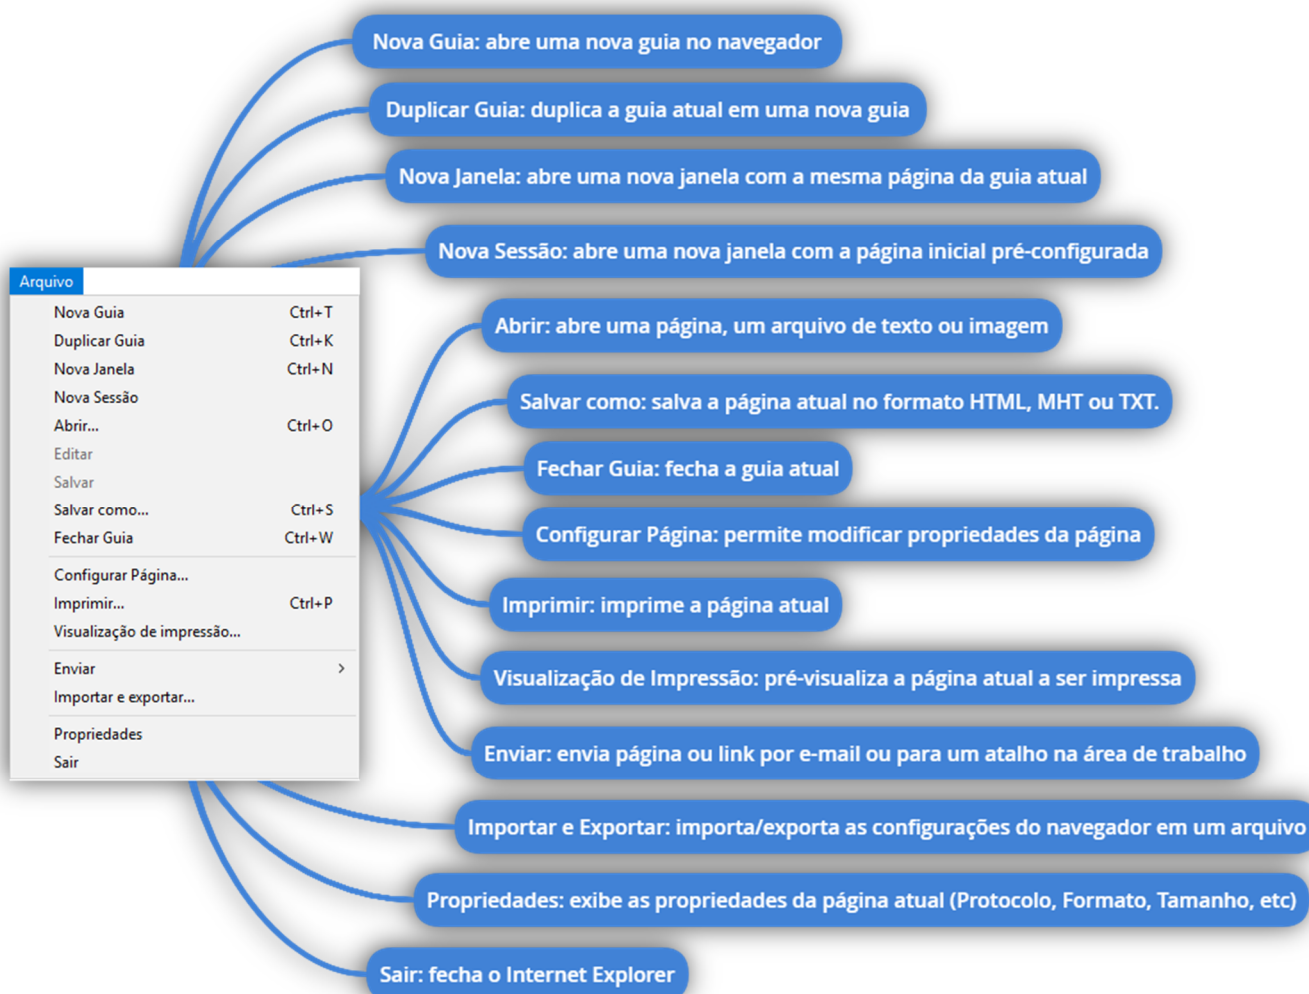 Nova Guia: abre uma nova guia no navegador
Duplicar Guia: duplica a guia atual em uma nova guia
Nova Janela: abre uma nova janela com a mesma página da guia atual
Nova Sessão: abre uma nova janela com a página inicial pré-configurada
Arquivo
Nova Guia Ctrl+T
Duplicar Guia Ctrl+K
Nova Janela Ctrl+N
Nova Sessão
Abrir... Ctrl+O
Editar
Salvar
Salvar como... Ctrl+S
Fechar Guia Ctrl+W
Configurar Página...
Imprimir... Ctrl+P
Visualização de impressão...
Enviar >
Importar e exportar...
Propriedades
Sair
Abrir: abre uma página, um arquivo de texto ou imagem
Salvar como: salva a página atual no formato HTML, MHT ou TXT.
Fechar Guia: fecha a guia atual
Configurar Página: permite modificar propriedades da página
Imprimir: imprime a página atual
Visualização de Impressão: pré-visualiza a página atual a ser impressa
Enviar: envia página ou link por e-mail ou para um atalho na área de trabalho
Importar e Exportar: importa/exporta as configurações do navegador em um arquivo
Propriedades: exibe as propriedades da página atual (Protocolo, Formato, Tamanho, etc)
Sair: fecha o Internet Explorer